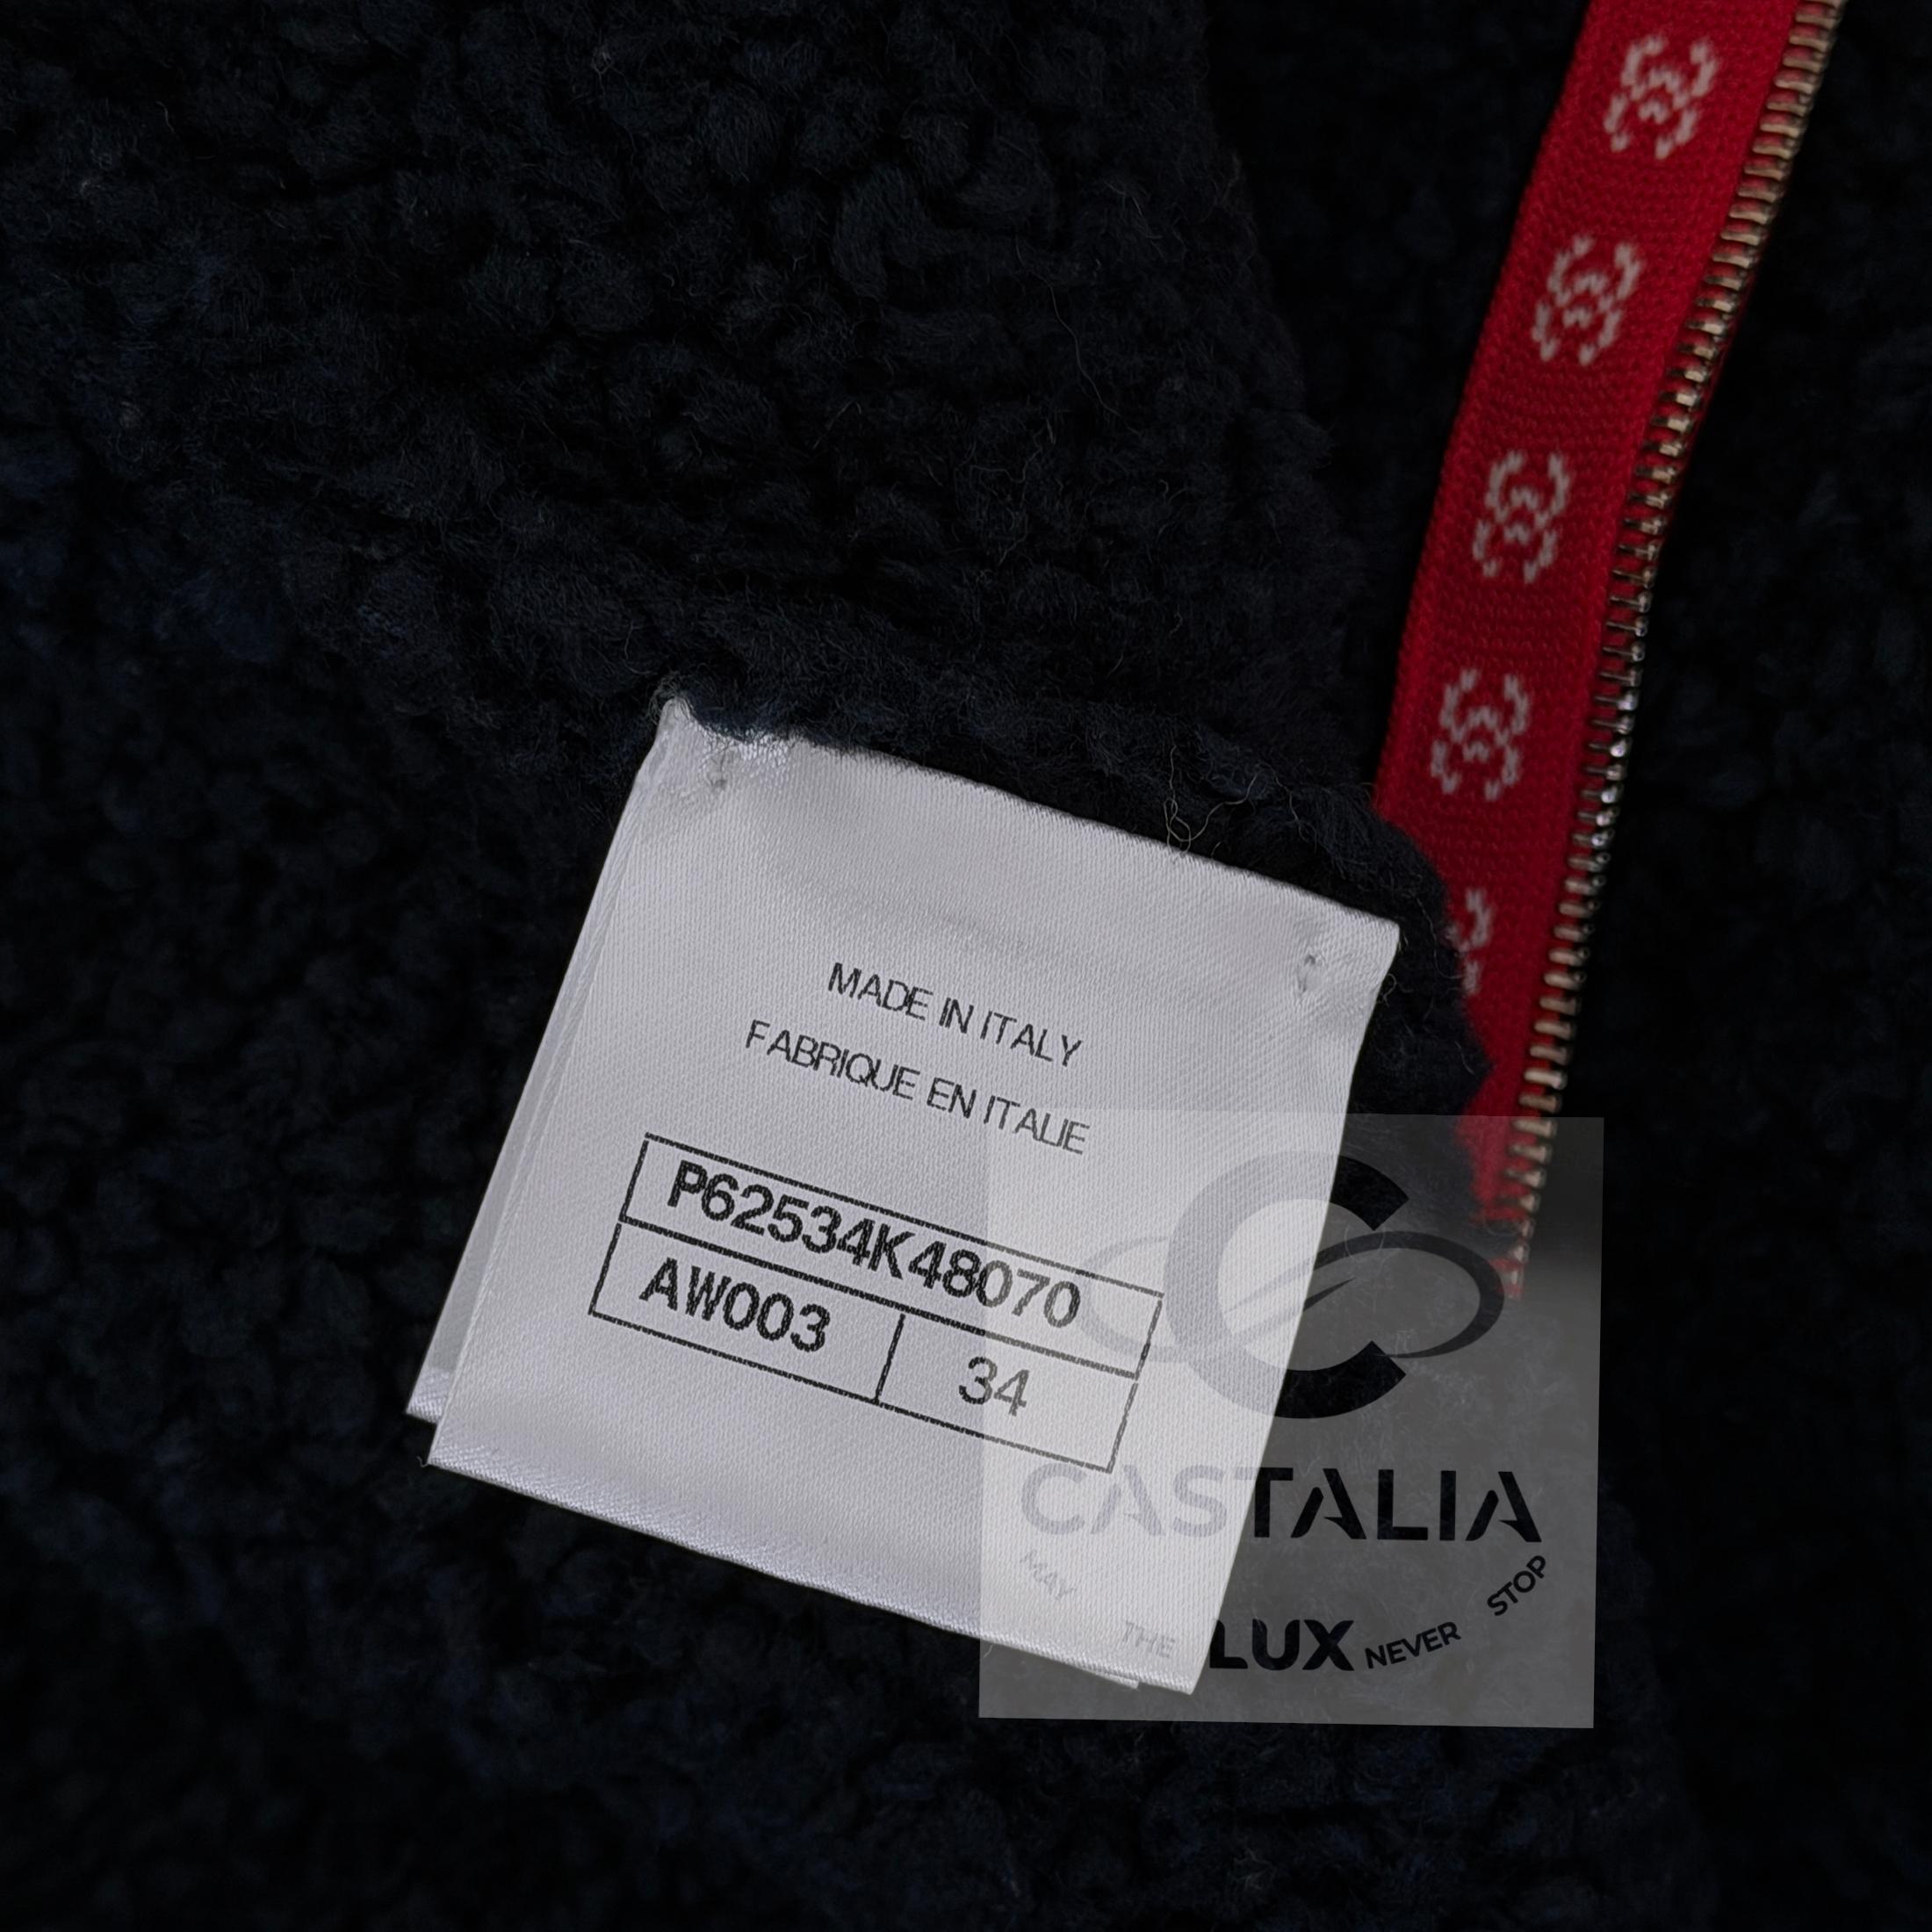 MADE IN ITALY
FABRIQUE EN ITALIE
P62534K48070
AW003
34
CASTALIA
MAY THE LUX NEVER STOP